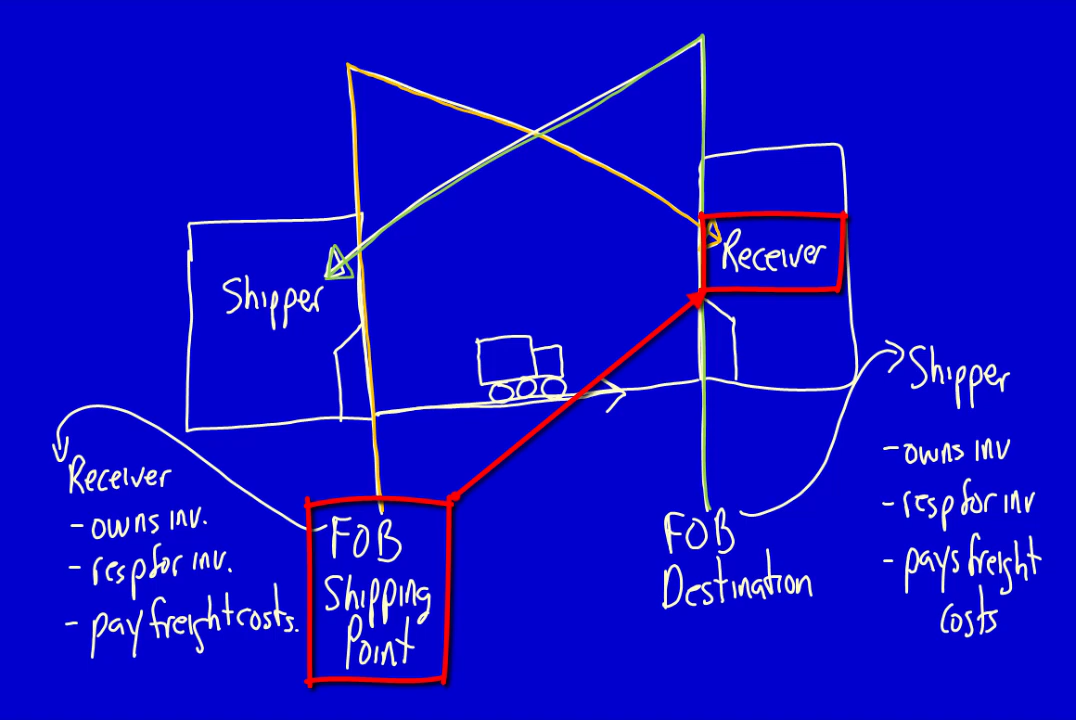 Shipper
Receiver
Receiver
- owns inv.
- resp for inv.
- pay freight costs.
FOB
Shipping
Point
FOB
Destination
Shipper
- owns inv
- resp for inv
- pays freight
costs